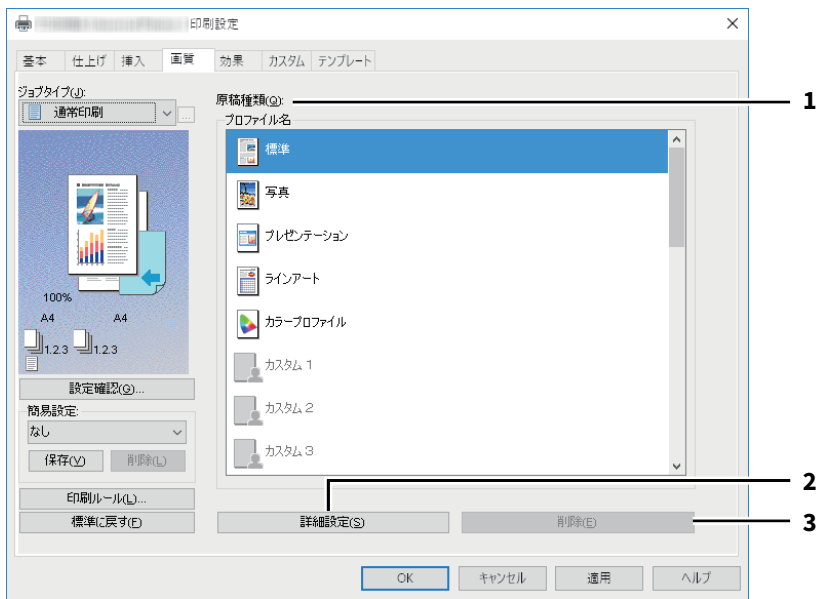 印刷設定
基本 仕上げ 挿入 画質 効果 カスタム テンプレート
ジョブタイプ(J):
通常印刷
...
100%
A4 A4
1.2.3 1.2.3
設定確認(Q)...
簡易設定:
なし
保存(V) 削除(L)
印刷ルール(L)...
標準に戻す(F)
原稿種類(Q):
プロファイル名
標準
写真
プレゼンテーション
ラインアート
カラープロファイル
カスタム 1
カスタム 2
カスタム 3
詳細設定(S) 削除(E)
OK キャンセル 適用 ヘルプ
1
2
3